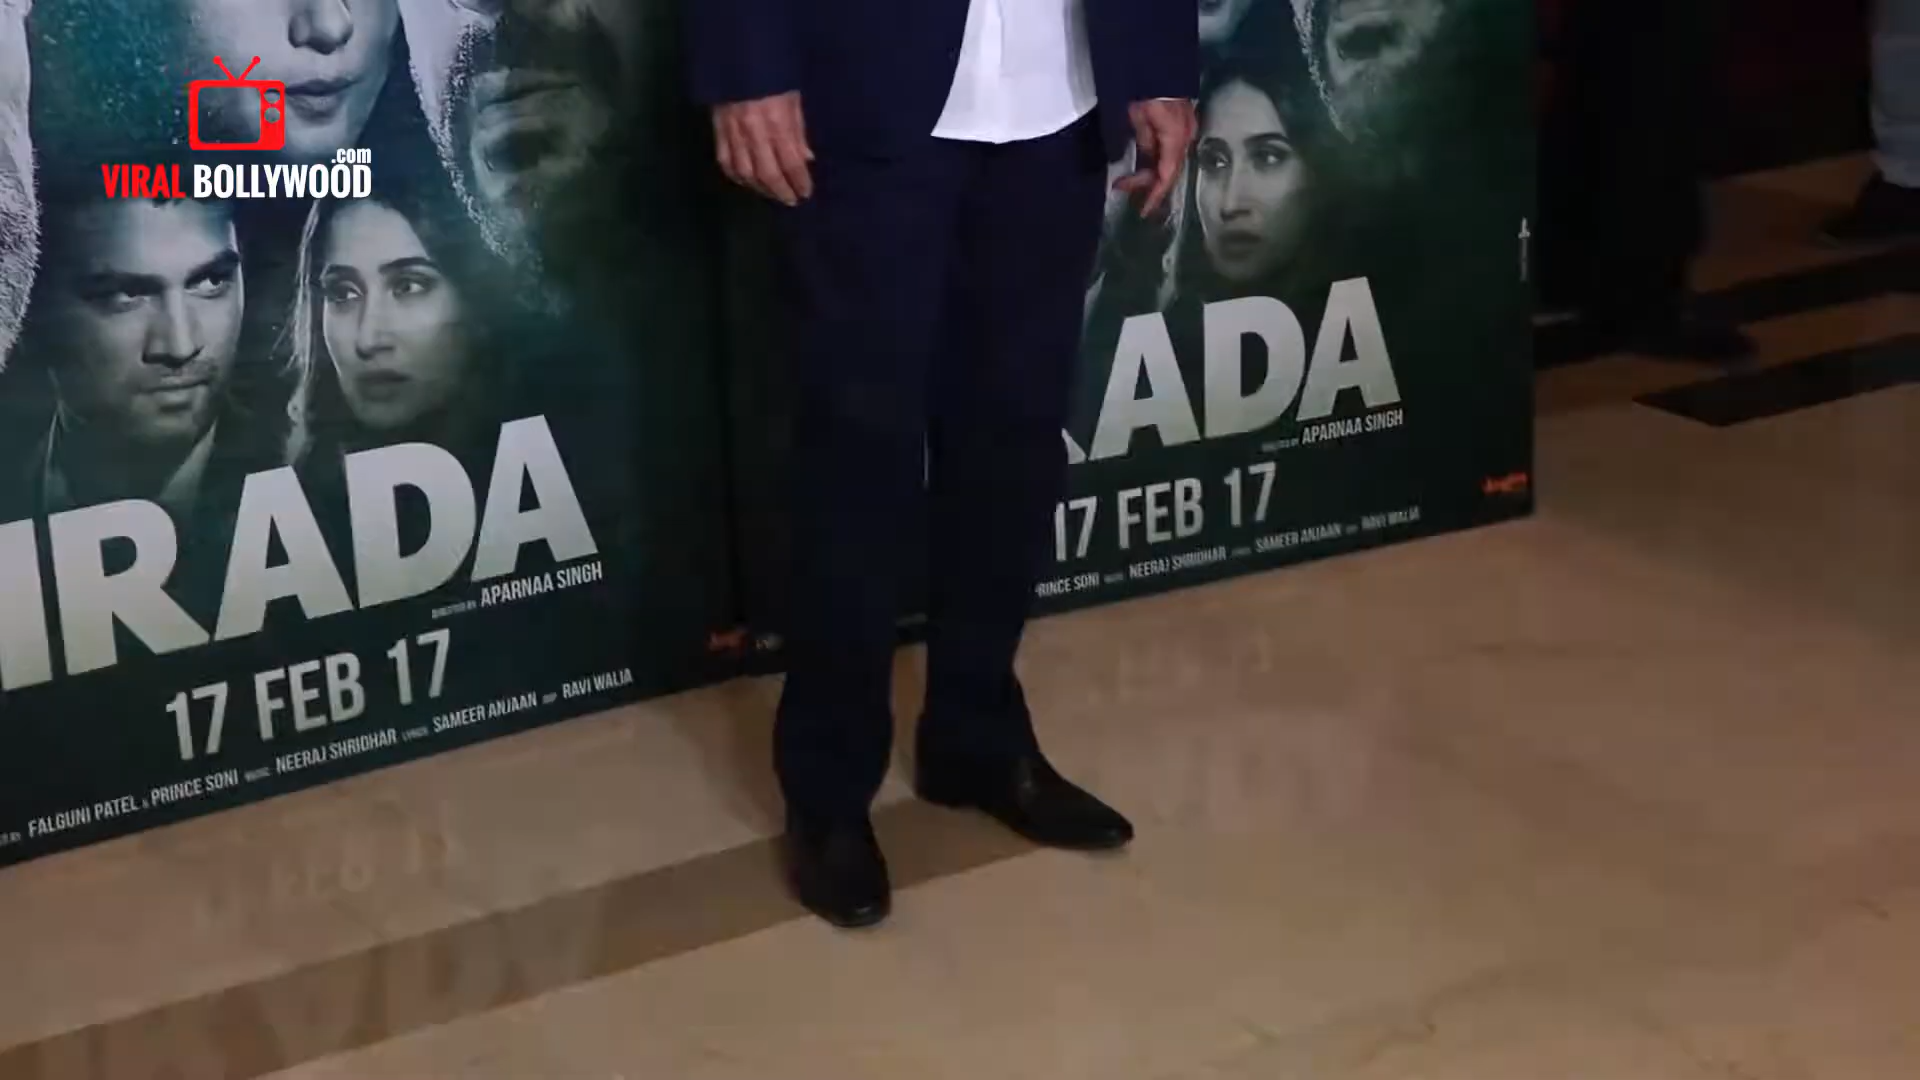 .com
VIRAL BOLLYWOOD
IRADA
DIRECTED BY APARNAA SINGH
17 FEB 17
FALGUNI PATEL & PRINCE SONI MUSIC NEERAJ SHRIDHAR LYRICS SAMEER ANJAAN DOP RAVI WALIA
ADA
DIRECTED BY APARNAA SINGH
17 FEB 17
PRINCE SONI MUSIC NEERAJ SHRIDHAR LYRICS SAMEER ANJAAN DOP RAVI WALIA